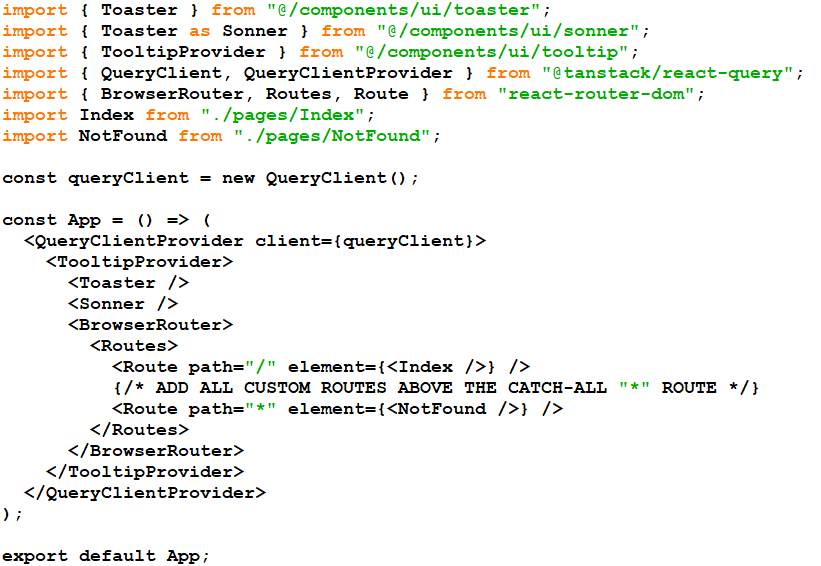 import { Toaster } from "@/components/ui/toaster";
import { Toaster as Sonner } from "@/components/ui/sonner";
import { TooltipProvider } from "@/components/ui/tooltip";
import { QueryClient, QueryClientProvider } from "@tanstack/react-query";
import { BrowserRouter, Routes, Route } from "react-router-dom";
import Index from "./pages/Index";
import NotFound from "./pages/NotFound";

const queryClient = new QueryClient();

const App = () => (
  <QueryClientProvider client={queryClient}>
    <TooltipProvider>
      <Toaster />
      <Sonner />
      <BrowserRouter>
        <Routes>
          <Route path="/" element={<Index />} />
          {/* ADD ALL CUSTOM ROUTES ABOVE THE CATCH-ALL "*" ROUTE */}
          <Route path="*" element={<NotFound />} />
        </Routes>
      </BrowserRouter>
    </TooltipProvider>
  </QueryClientProvider>
);

export default App;